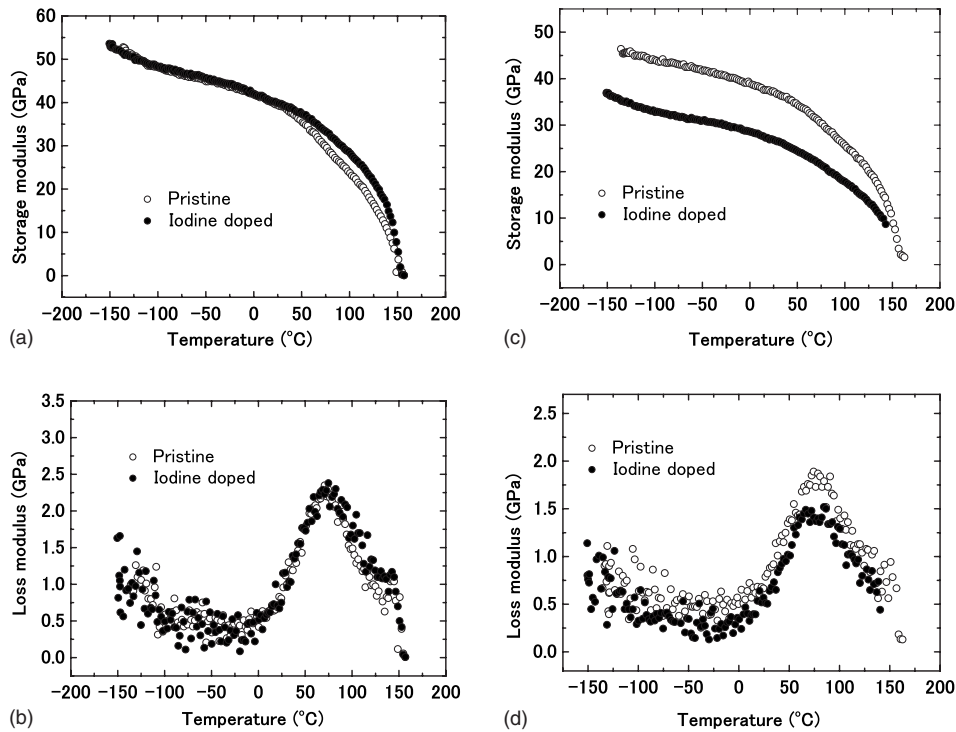 60
50
40
30
20
10
0
-200 -150 -100 -50 0 50 100 150 200
Storage modulus (GPa)
Temperature (°C)
Pristine
Iodine doped
(a)
50
40
30
20
10
0
-200 -150 -100 -50 0 50 100 150 200
Storage modulus (GPa)
Temperature (°C)
Pristine
Iodine doped
(c)
3.5
3.0
2.5
2.0
1.5
1.0
0.5
0.0
-200 -150 -100 -50 0 50 100 150 200
Loss modulus (GPa)
Temperature (°C)
Pristine
Iodine doped
(b)
2.5
2.0
1.5
1.0
0.5
0.0
-150 -100 -50 0 50 100 150 200
Loss modulus (GPa)
Temperature (°C)
Pristine
Iodine doped
(d)